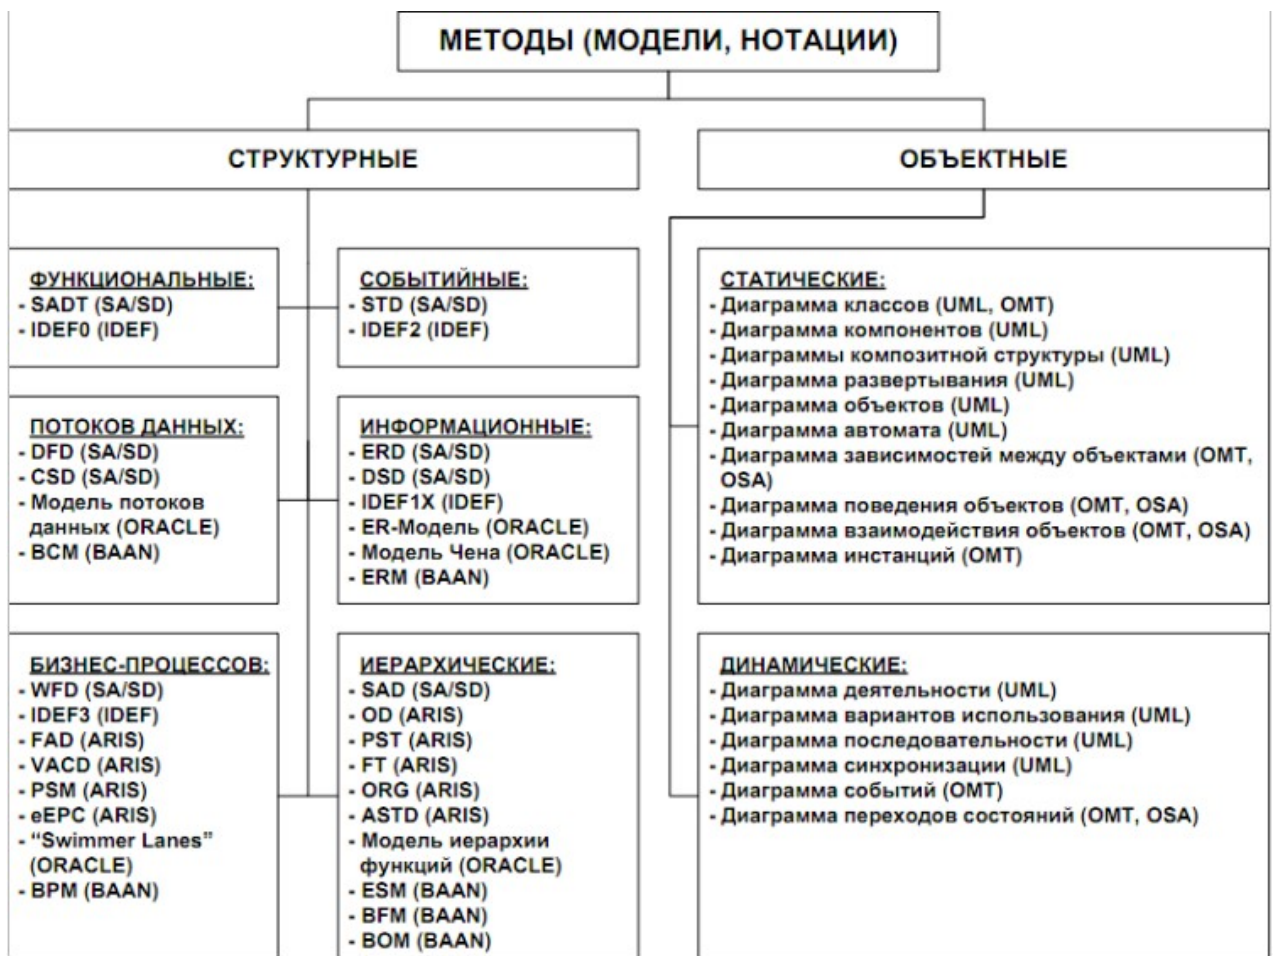 МЕТОДЫ (МОДЕЛИ, НОТАЦИИ)
СТРУКТУРНЫЕ
ОБЪЕКТНЫЕ
ФУНКЦИОНАЛЬНЫЕ:
- SADT (SA/SD)
- IDEF0 (IDEF)
СОБЫТИЙНЫЕ:
- STD (SA/SD)
- IDEF2 (IDEF)
ПОТОКОВ ДАННЫХ:
- DFD (SA/SD)
- CSD (SA/SD)
- Модель потоков
данных (ORACLE)
- BCM (BAAN)
ИНФОРМАЦИОННЫЕ:
- ERD (SA/SD)
- DSD (SA/SD)
- IDEF1X (IDEF)
- ER-Модель (ORACLE)
- Модель Чена (ORACLE)
- ERM (BAAN)
БИЗНЕС-ПРОЦЕССОВ:
- WFD (SA/SD)
- IDEF3 (IDEF)
- FAD (ARIS)
- VACD (ARIS)
- PSM (ARIS)
- eEPC (ARIS)
- “Swimmer Lanes”
(ORACLE)
- BPM (BAAN)
ИЕРАРХИЧЕСКИЕ:
- SAD (SA/SD)
- OD (ARIS)
- PST (ARIS)
- FT (ARIS)
- ORG (ARIS)
- ASTD (ARIS)
- Модель иерархии
функций (ORACLE)
- ESM (BAAN)
- BFM (BAAN)
- BOM (BAAN)
СТАТИЧЕСКИЕ:
- Диаграмма классов (UML, OMT)
- Диаграмма компонентов (UML)
- Диаграммы композитной структуры (UML)
- Диаграмма развертывания (UML)
- Диаграмма объектов (UML)
- Диаграмма автомата (UML)
- Диаграмма зависимостей между объектами (OMT,
OSA)
- Диаграмма поведения объектов (OMT, OSA)
- Диаграмма взаимодействия объектов (OMT, OSA)
- Диаграмма инстанций (OMT)
ДИНАМИЧЕСКИЕ:
- Диаграмма деятельности (UML)
- Диаграмма вариантов использования (UML)
- Диаграмма последовательности (UML)
- Диаграмма синхронизации (UML)
- Диаграмма событий (OMT)
- Диаграмма переходов состояний (OMT, OSA)